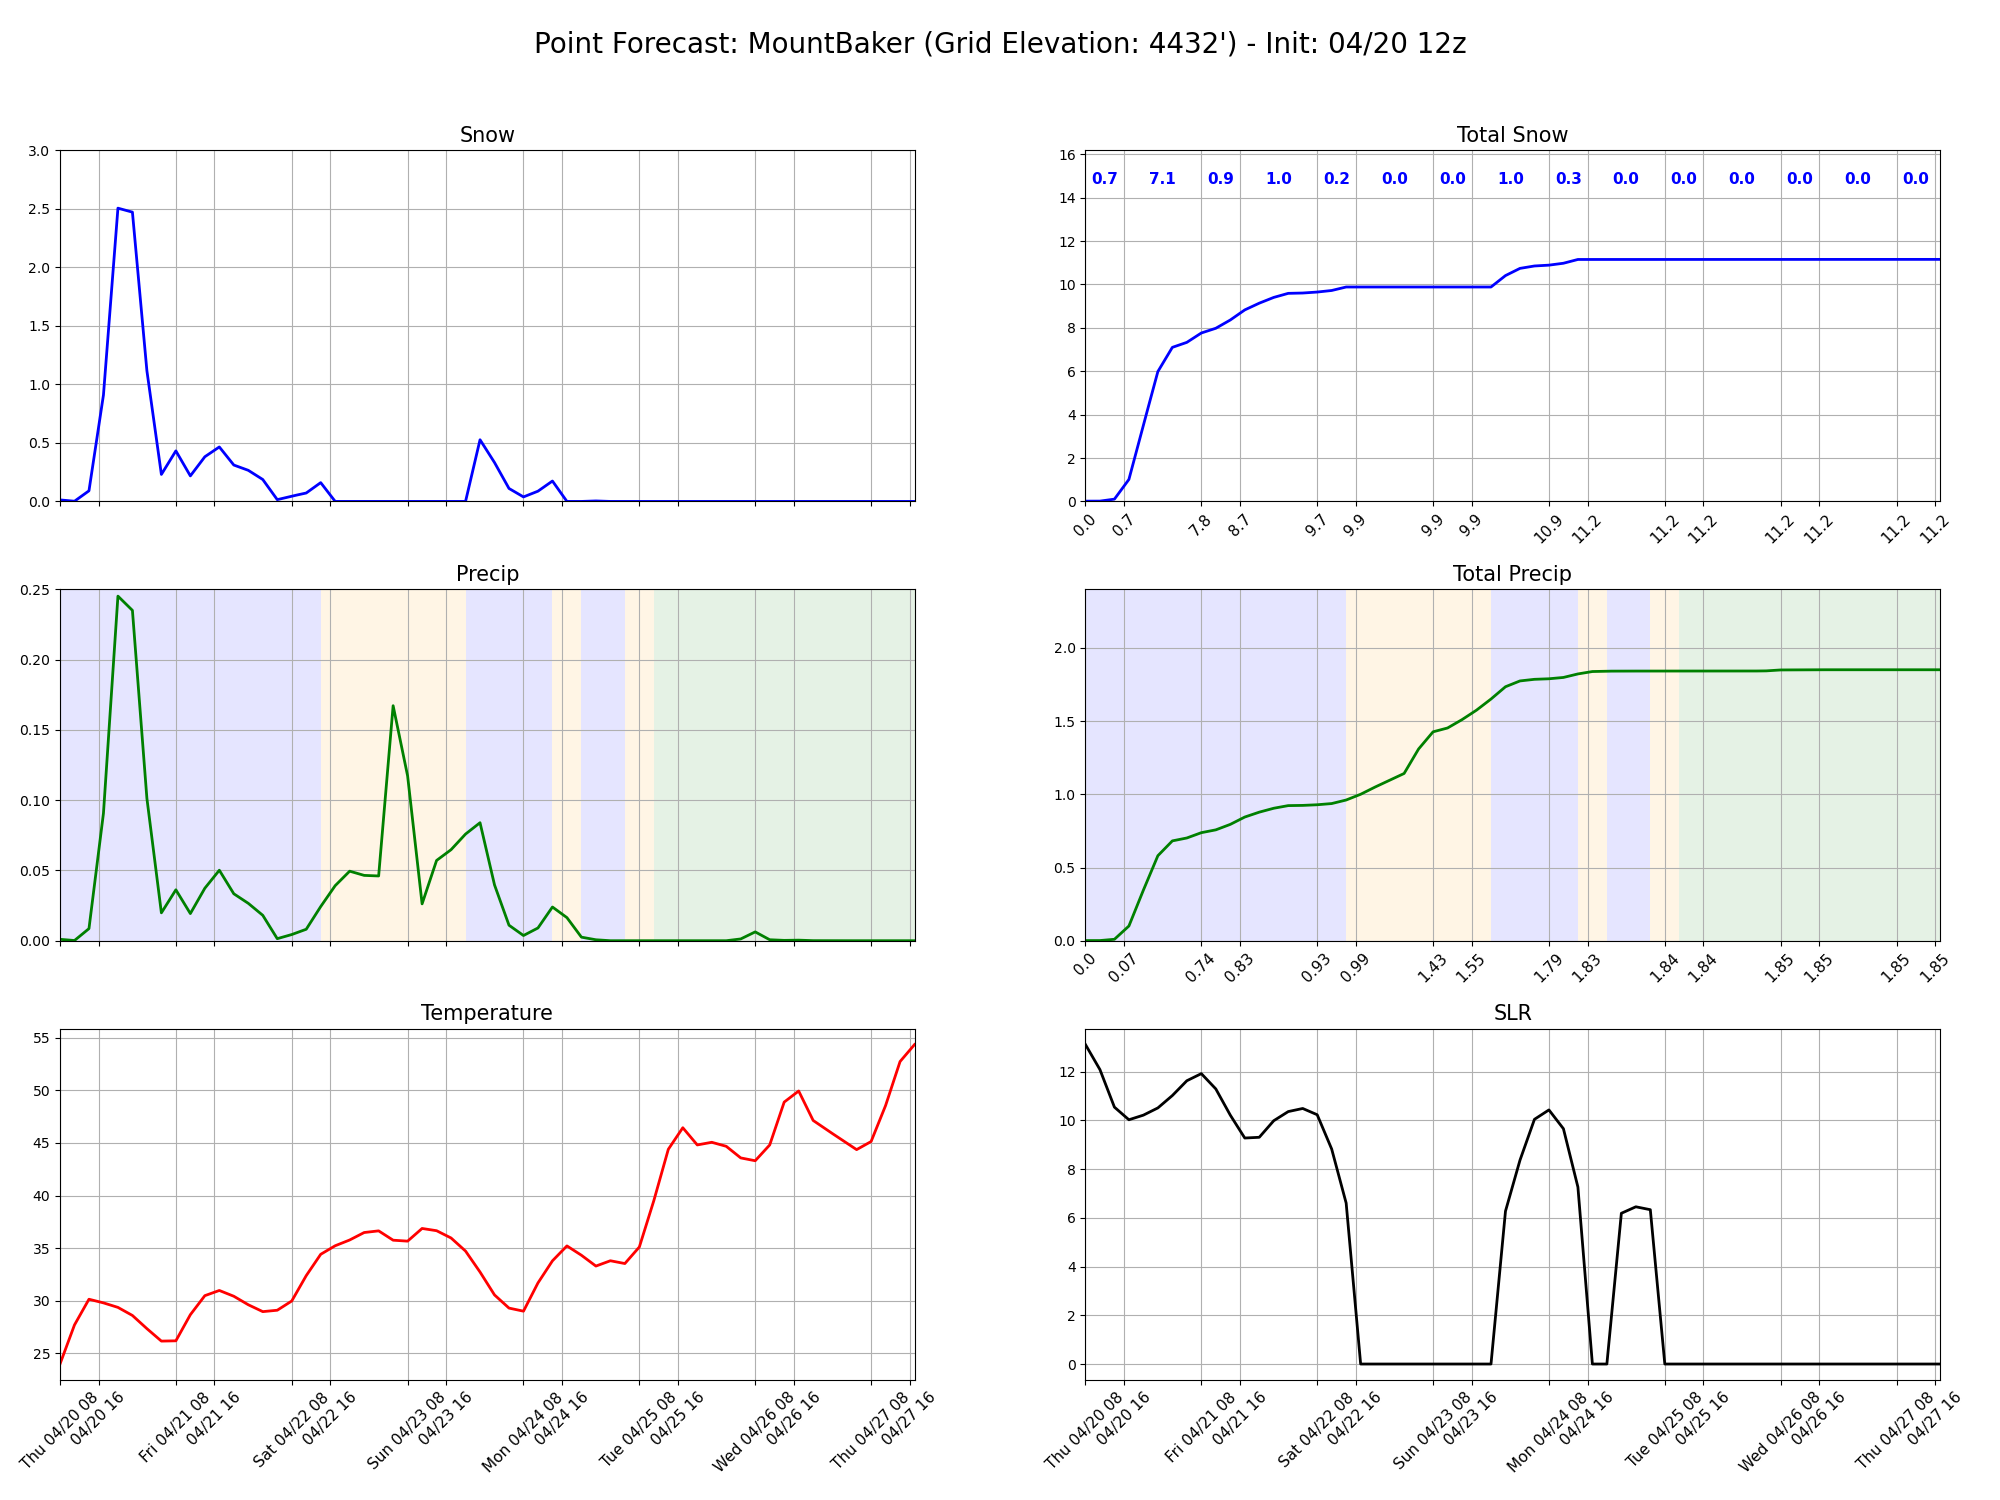 Point Forecast: MountBaker (Grid Elevation: 4432') - Init: 04/20 12z
Snow
3.0
2.5
2.0
1.5
1.0
0.5
0.0
Total Snow
16
14
12
10
8
6
4
2
0
0.7 7.1 0.9 1.0 0.2 0.0 0.0 1.0 0.3 0.0 0.0 0.0 0.0 0.0 0.0
0.0 0.7 7.8 8.7 9.7 9.9 9.9 9.9 10.9 11.2 11.2 11.2 11.2 11.2 11.2 11.2
Precip
0.25
0.20
0.15
0.10
0.05
0.00
Total Precip
2.0
1.5
1.0
0.5
0.0
0.0 0.07 0.74 0.83 0.93 0.99 1.43 1.55 1.79 1.83 1.84 1.84 1.85 1.85 1.85 1.85
Temperature
55
50
45
40
35
30
25
Thu 04/20 08
04/20 16
Fri 04/21 08
04/21 16
Sat 04/22 08
04/22 16
Sun 04/23 08
04/23 16
Mon 04/24 08
04/24 16
Tue 04/25 08
04/25 16
Wed 04/26 08
04/26 16
Thu 04/27 08
04/27 16
SLR
12
10
8
6
4
2
0
Thu 04/20 08
04/20 16
Fri 04/21 08
04/21 16
Sat 04/22 08
04/22 16
Sun 04/23 08
04/23 16
Mon 04/24 08
04/24 16
Tue 04/25 08
04/25 16
Wed 04/26 08
04/26 16
Thu 04/27 08
04/27 16